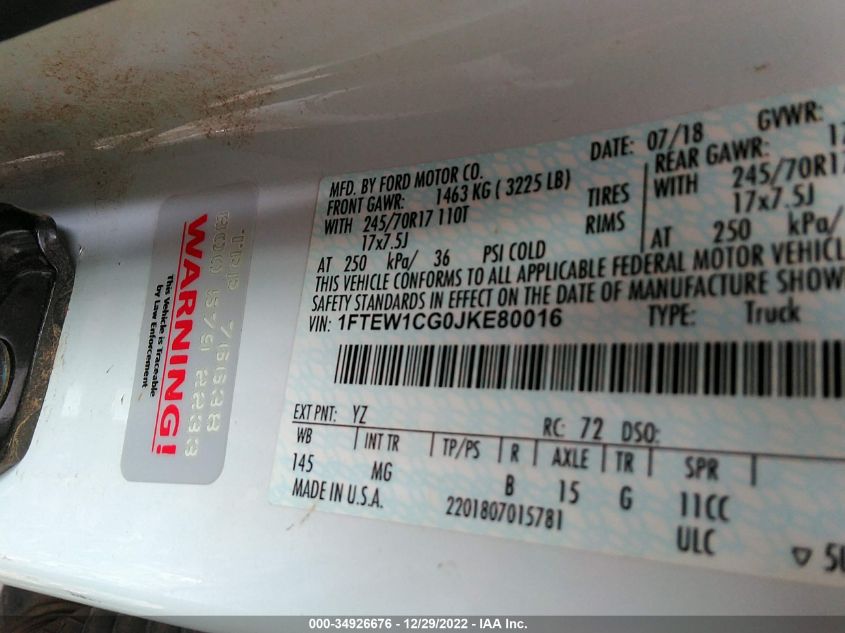 MFD. BY FORD MOTOR CO.
DATE: 07/18
GVWR:
FRONT GAWR: 1463 KG ( 3225 LB)
REAR GAWR:
WITH 245/70R17 110T
TIRES
WITH 245/70R17
17x7.5J
RIMS
17x7.5J
AT 250 kPa/ 36 PSI COLD
AT 250 kPa/
THIS VEHICLE CONFORMS TO ALL APPLICABLE FEDERAL MOTOR VEHICL
SAFETY STANDARDS IN EFFECT ON THE DATE OF MANUFACTURE SHOW
VIN: 1FTEW1CG0JKE80016
TYPE: Truck
EXT PNT: YZ
RC: 72 DSO:
WB INT TR TP/PS R AXLE TR SPR
145 MG B 15 G 11CC
MADE IN U.S.A. 2201807015781 ULC
WARNING!
This Vehicle is Traceable
by Law Enforcement
000-34926676 - 12/29/2022 - IAA Inc.